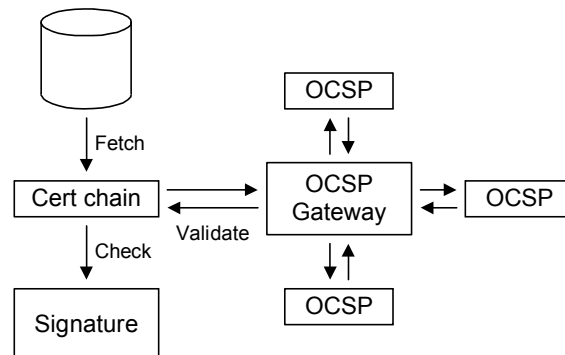 OCSP
Fetch
OCSP
Gateway
Cert chain
OCSP
Validate
Check
OCSP
Signature